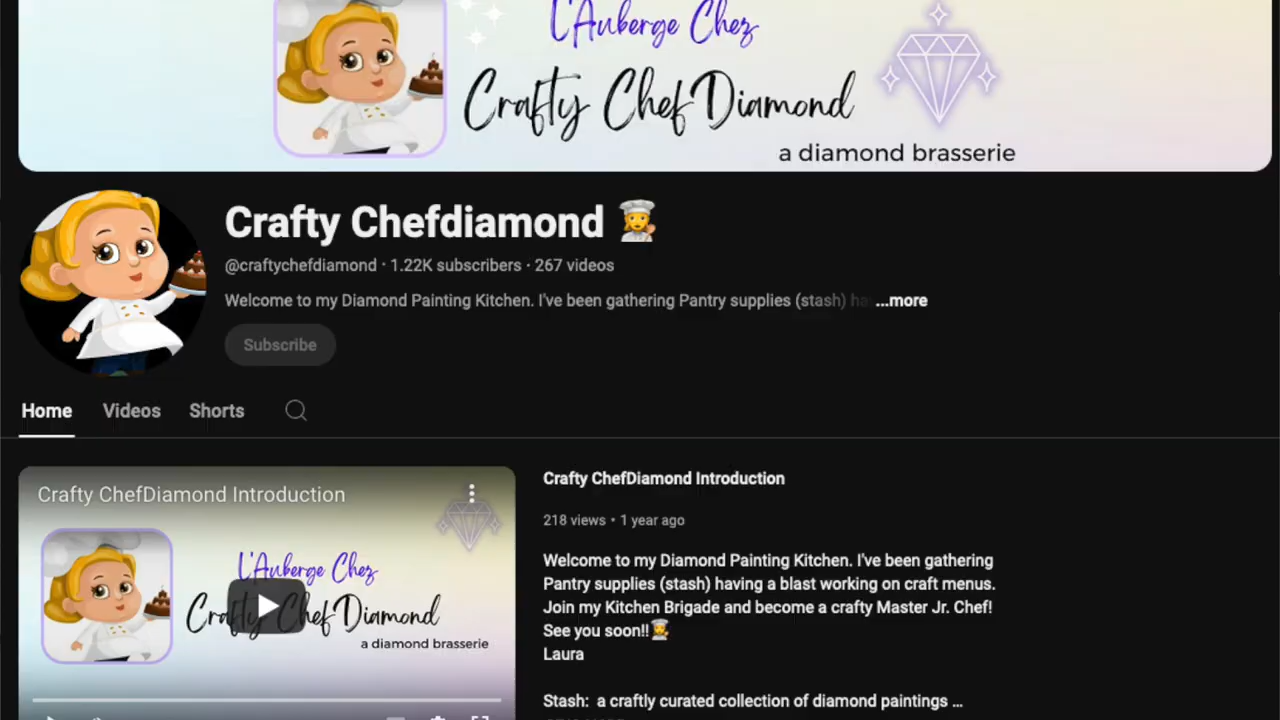 L'Auberge Chez
Crafty ChefDiamond
a diamond brasserie
Crafty Chefdiamond 👩‍🍳
@craftychefdiamond · 1.22K subscribers · 267 videos
Welcome to my Diamond Painting Kitchen. I've been gathering Pantry supplies (stash) ...more
Subscribe
Home Videos Shorts
Crafty ChefDiamond Introduction
L'Auberge Chez
Crafty ChefDiamond
a diamond brasserie
Crafty ChefDiamond Introduction
218 views • 1 year ago
Welcome to my Diamond Painting Kitchen. I've been gathering
Pantry supplies (stash) having a blast working on craft menus.
Join my Kitchen Brigade and become a crafty Master Jr. Chef!
See you soon!!👩‍🍳
Laura
Stash: a craftly curated collection of diamond paintings ...